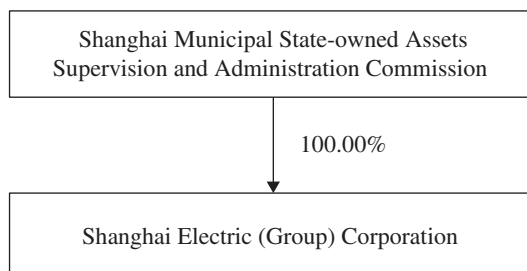 Shanghai Municipal State-owned Assets
Supervision and Administration Commission
100.00%
Shanghai Electric (Group) Corporation